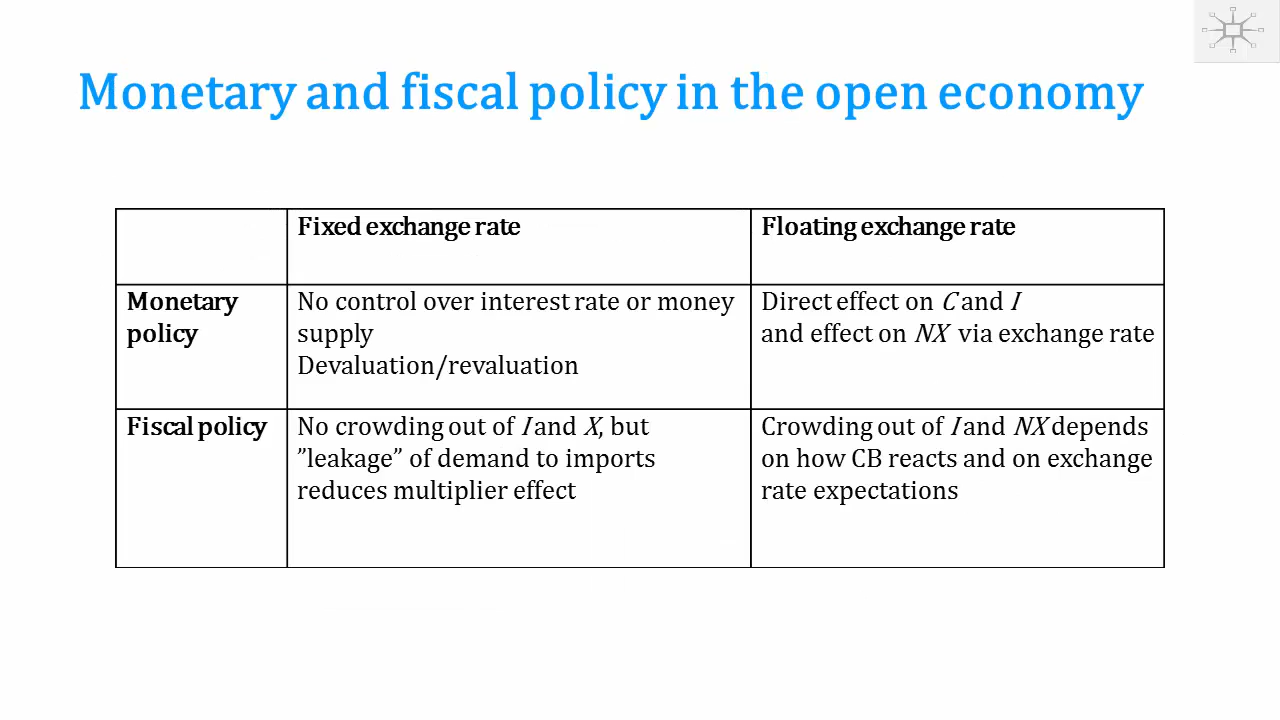 Monetary and fiscal policy in the open economy
Fixed exchange rate
Floating exchange rate
Monetary
policy
No control over interest rate or money
supply
Devaluation/revaluation
Direct effect on C and I
and effect on NX via exchange rate
Fiscal policy
No crowding out of I and X, but
”leakage” of demand to imports
reduces multiplier effect
Crowding out of I and NX depends
on how CB reacts and on exchange
rate expectations